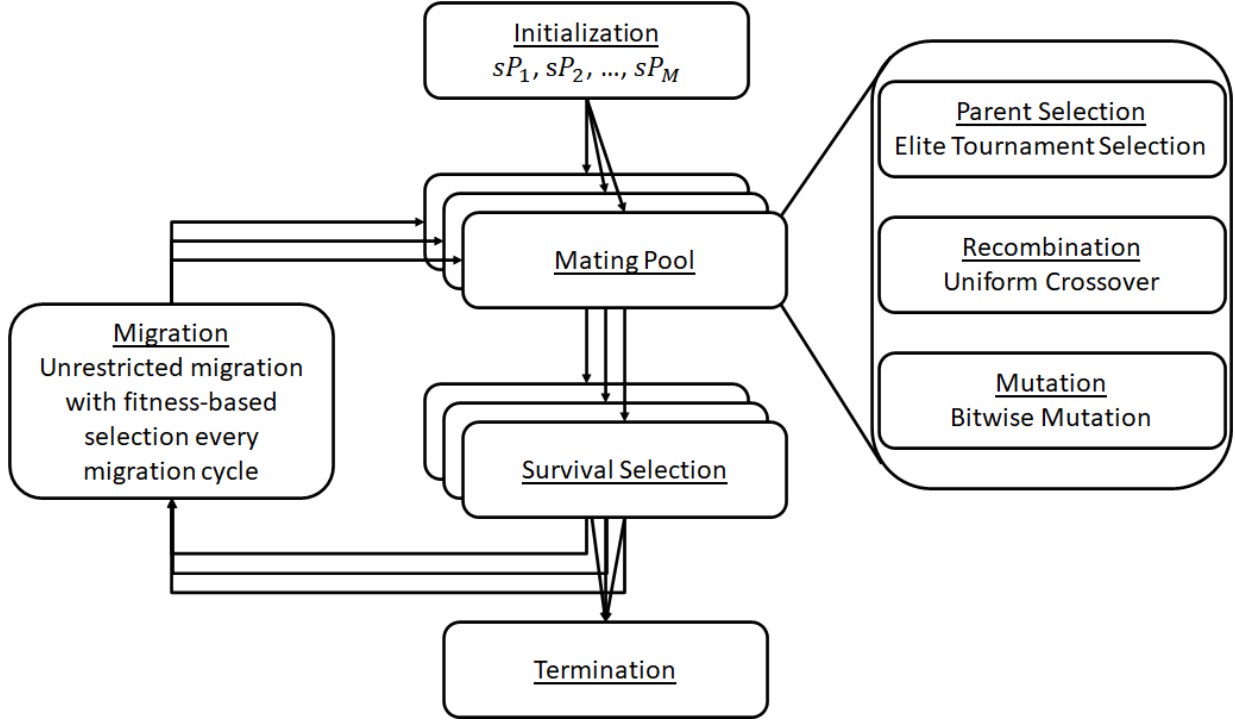 Initialization
sP₁, sP₂, ..., sP_M
Parent Selection
Elite Tournament Selection
Recombination
Uniform Crossover
Mating Pool
Migration
Unrestricted migration
with fitness-based
selection every
migration cycle
Mutation
Bitwise Mutation
Survival Selection
Termination